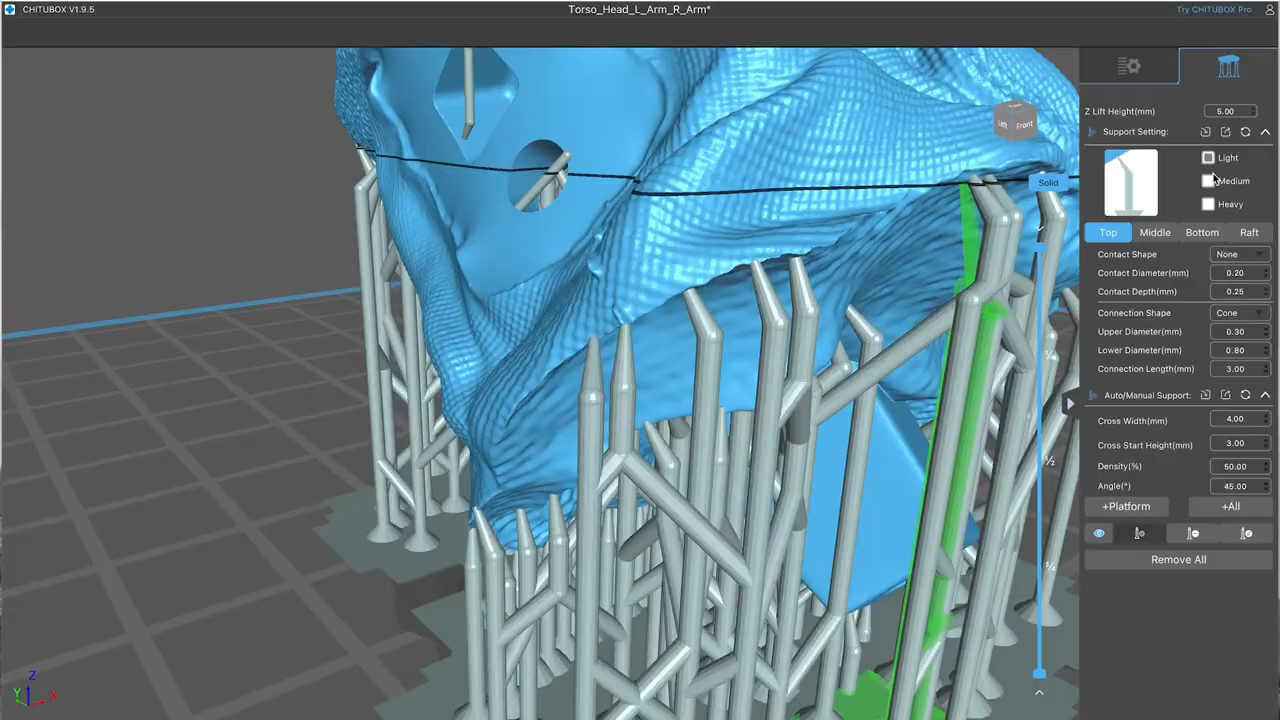 CHITUBOX V1.9.5
Torso_Head_L_Arm_R_Arm*
Try CHITUBOX Pro
Z Lift Height(mm) 5.00
Support Setting:
Light
Medium
Heavy
Top Middle Bottom Raft
Contact Shape None
Contact Diameter(mm) 0.20
Contact Depth(mm) 0.25
Connection Shape Cone
Upper Diameter(mm) 0.30
Lower Diameter(mm) 0.80
Connection Length(mm) 3.00
Auto/Manual Support:
Cross Width(mm) 4.00
Cross Start Height(mm) 3.00
Density(%) 50.00
Angle(°) 45.00
+Platform +All
Remove All
Left Front
Solid
½
Z
Y X